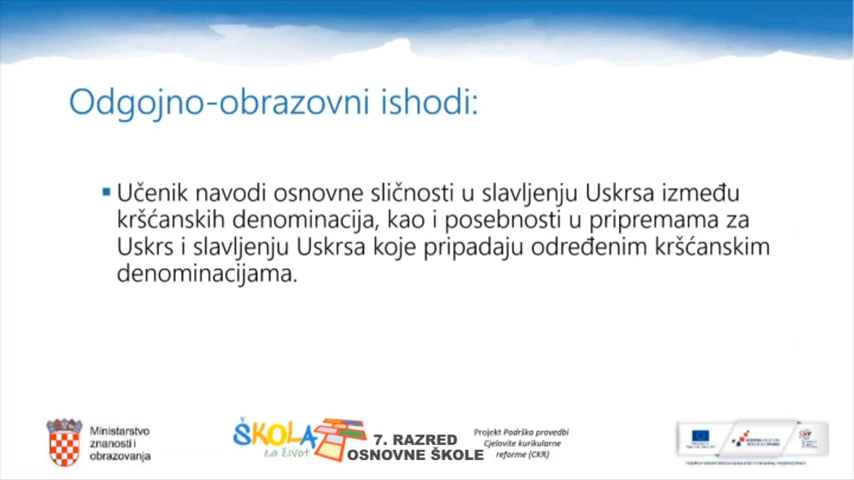 Odgojno-obrazovni ishodi:
Učenik navodi osnovne sličnosti u slavljenju Uskrsa između
kršćanskih denominacija, kao i posebnosti u pripremama za
Uskrs i slavljenju Uskrsa koje pripadaju određenim kršćanskim
denominacijama.
Ministarstvo
znanosti i
obrazovanja
ŠKOLA
za život
7. RAZRED
OSNOVNE ŠKOLE
Projekt Podrška provedbi
Cjelovite kurikularne
reforme (CKR)